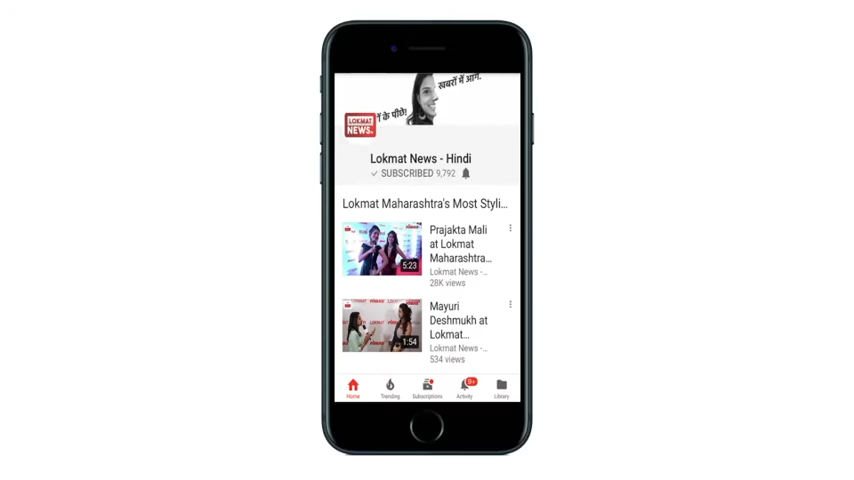 खबरों में आगे.
के पीछे!
LOKMAT
NEWS.
Lokmat News - Hindi
SUBSCRIBED 9,792
Lokmat Maharashtra's Most Styli...
Prajakta Mali
at Lokmat
Maharashtra...
Lokmat News -...
28K views
5:23
Mayuri
Deshmukh at
Lokmat...
Lokmat News -...
534 views
LOKMAT
1:54
Home
Trending
Subscriptions
9+
Activity
Library